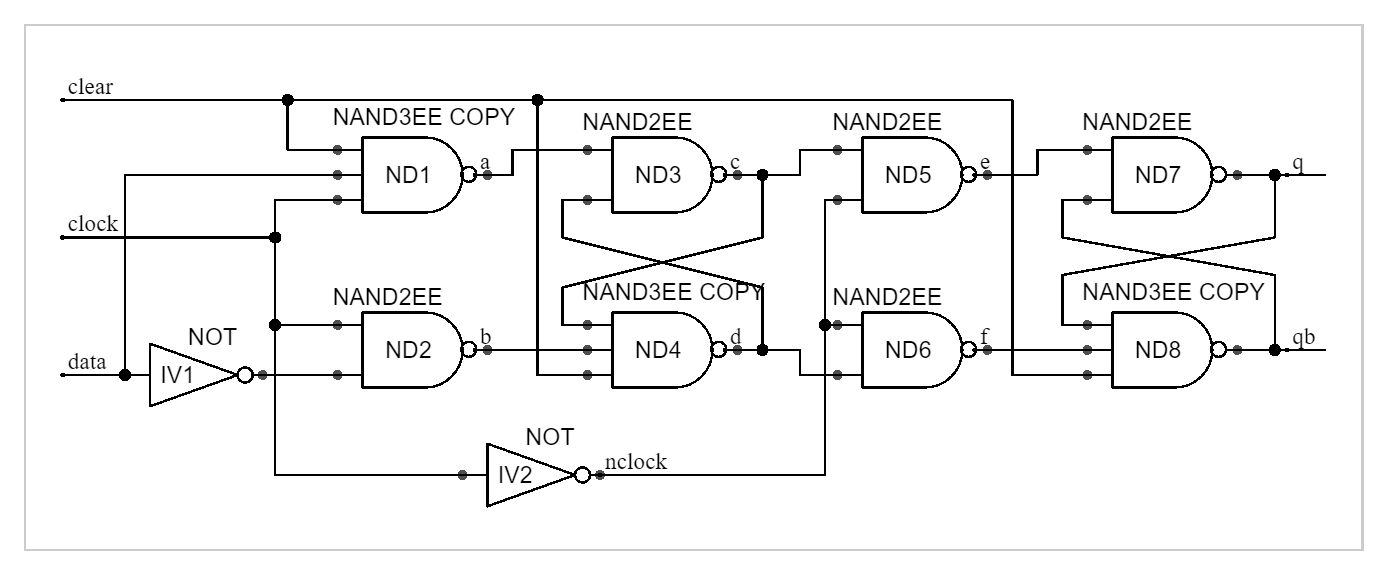 clear
NAND3EE COPY
NAND2EE
NAND2EE
NAND2EE
ND1
a
ND3
c
ND5
e
ND7
q
clock
NAND2EE
NAND3EE COPY
NAND2EE
NAND3EE COPY
NOT
data
IV1
ND2
b
ND4
d
ND6
f
ND8
qb
NOT
IV2
nclock